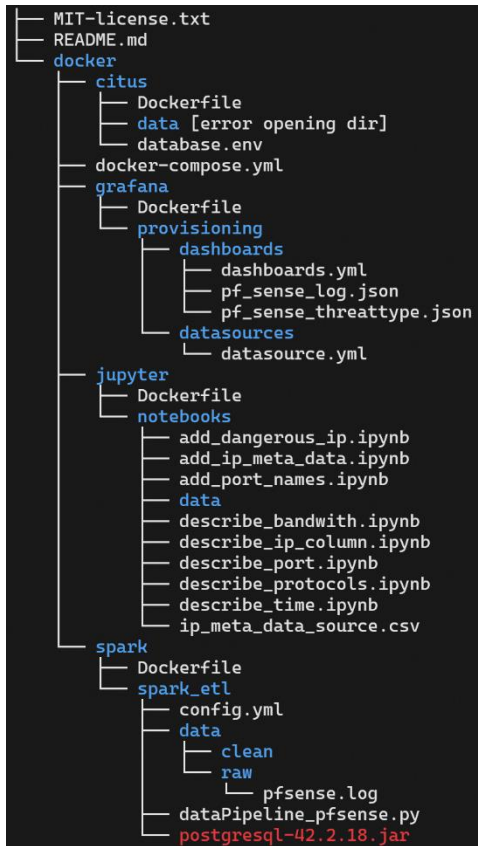 MIT-license.txt
README.md
docker
citus
Dockerfile
data [error opening dir]
database.env
docker-compose.yml
grafana
Dockerfile
provisioning
dashboards
dashboards.yml
pf_sense_log.json
pf_sense_threattype.json
datasources
datasource.yml
jupyter
Dockerfile
notebooks
add_dangerous_ip.ipynb
add_ip_meta_data.ipynb
add_port_names.ipynb
data
describe_bandwith.ipynb
describe_ip_column.ipynb
describe_port.ipynb
describe_protocols.ipynb
describe_time.ipynb
ip_meta_data_source.csv
spark
Dockerfile
spark_etl
config.yml
data
clean
raw
pfsense.log
dataPipeline_pfsense.py
postgresql-42.2.18.jar